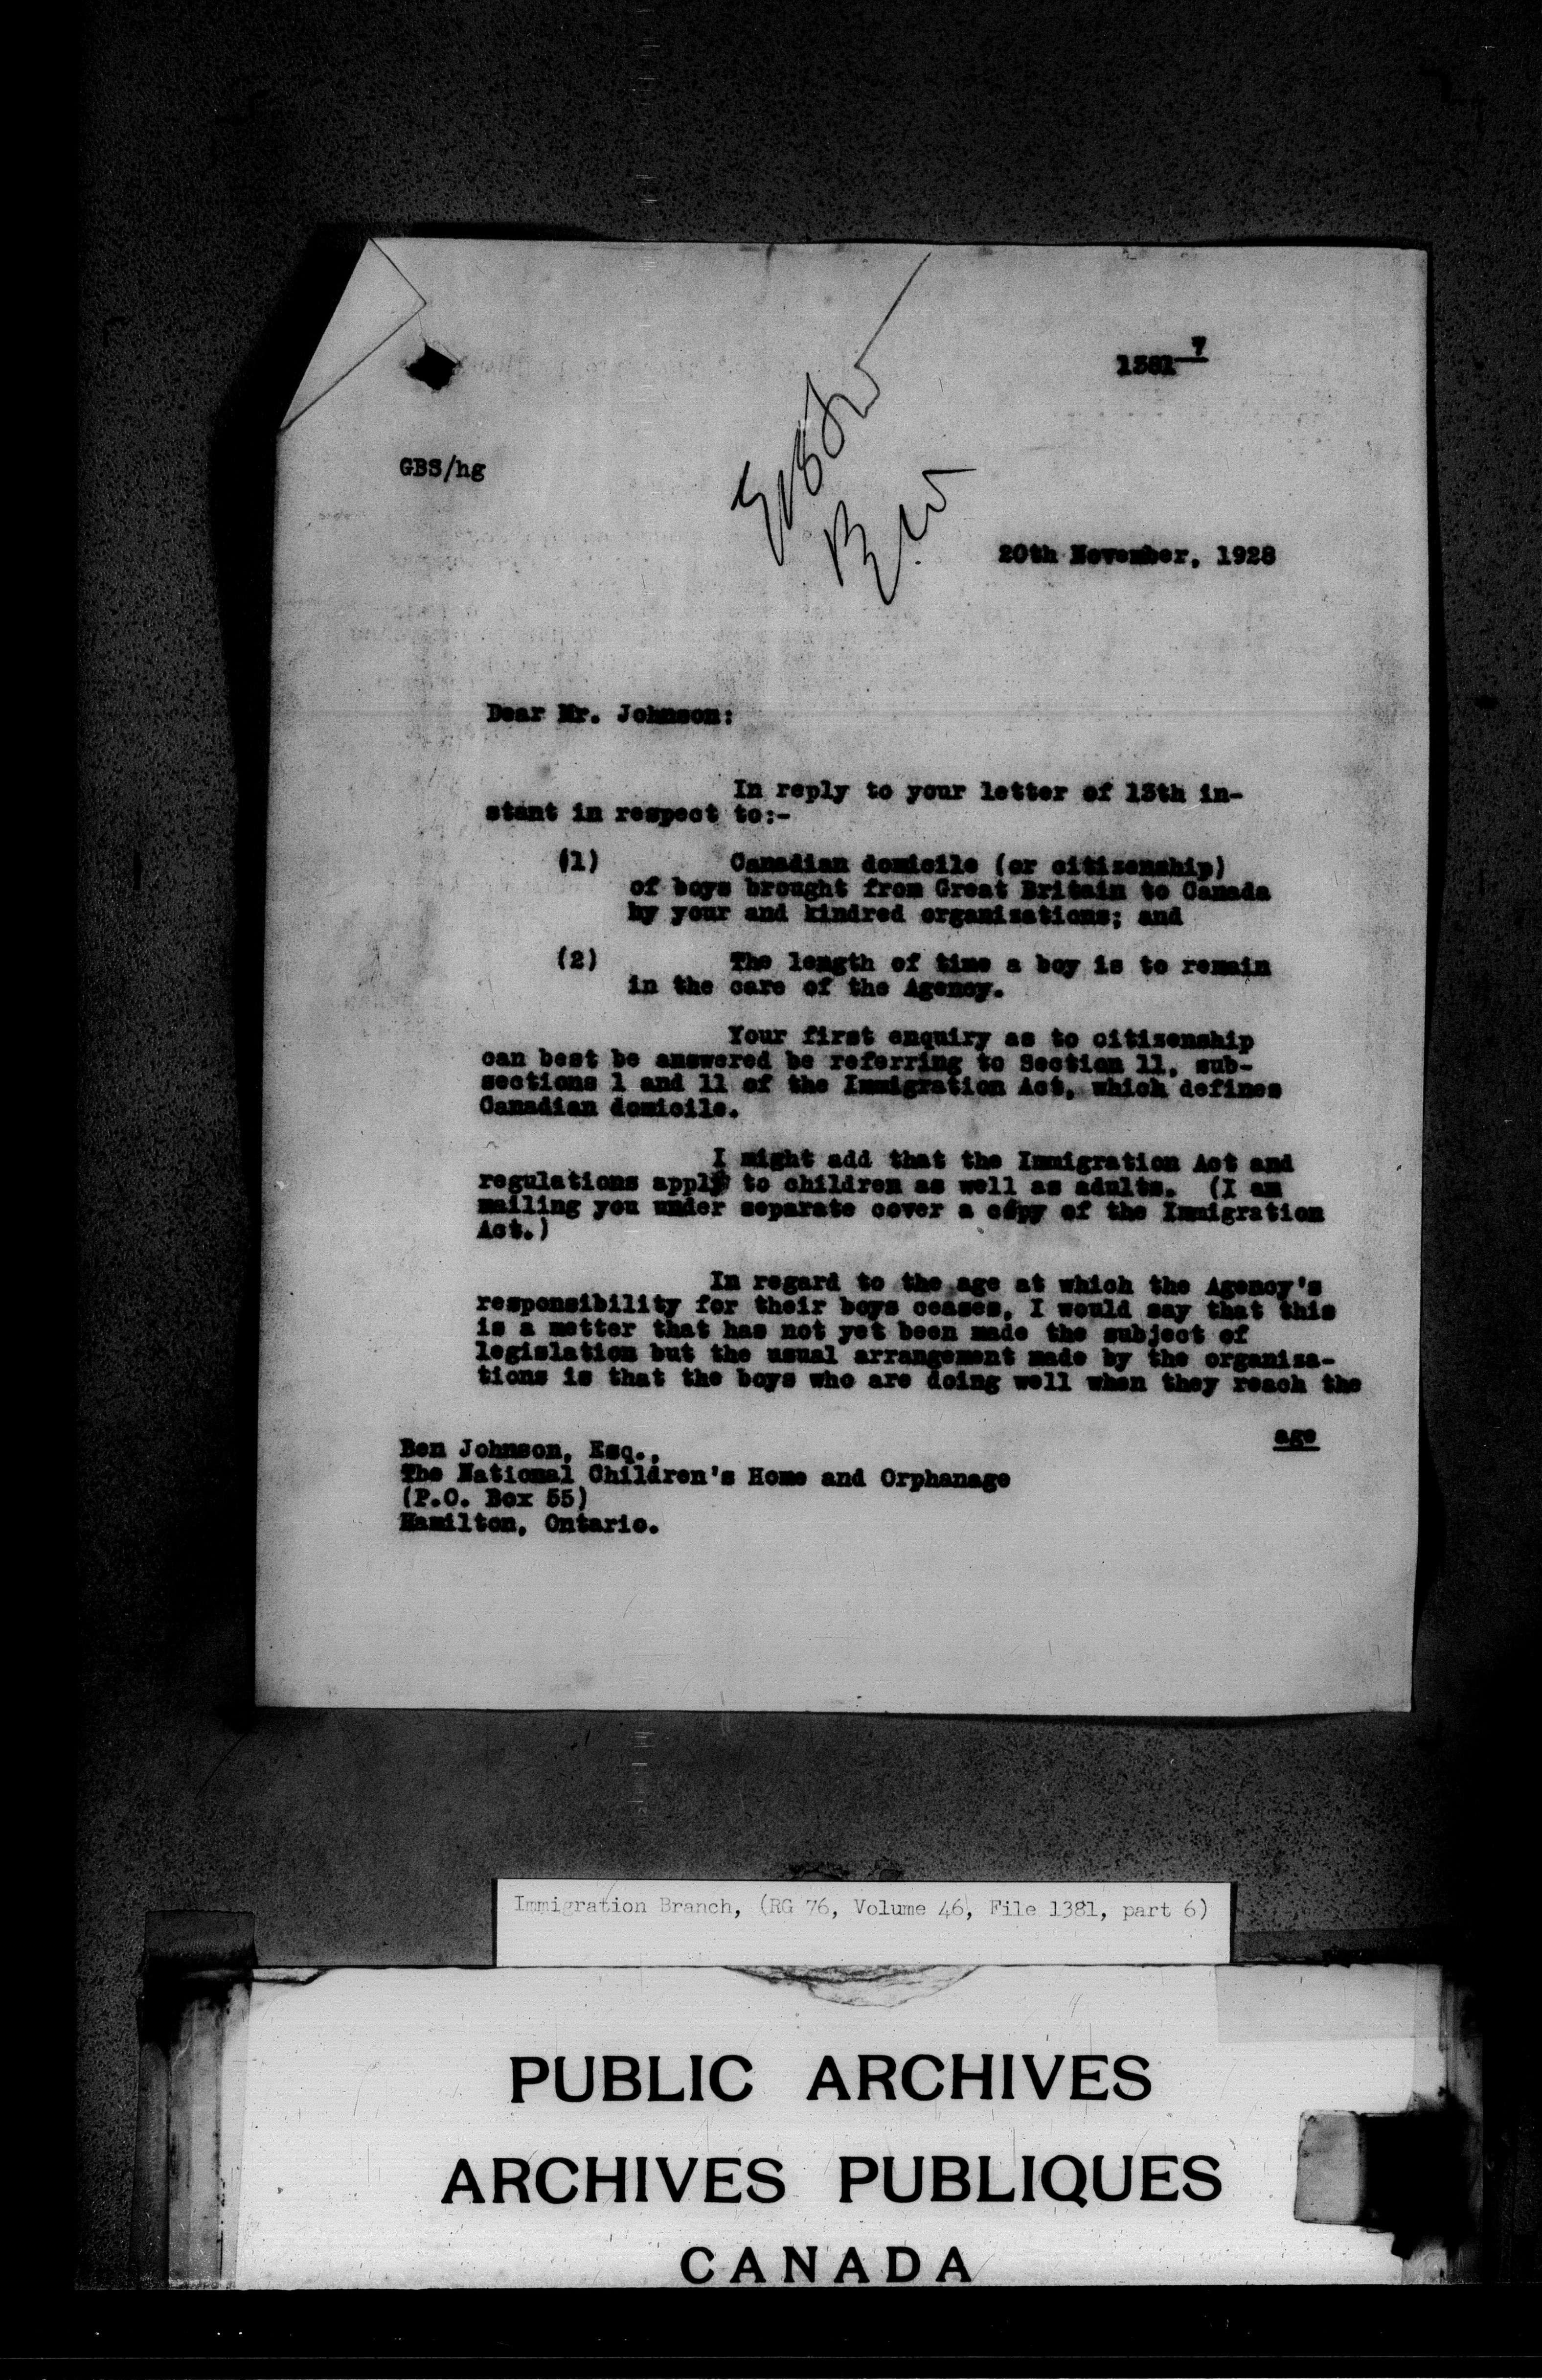 1381 7
GBS/hg
20th November, 1928
Dear Mr. Johnson:
In reply to your letter of 13th in-
stant in respect to:-
(1) Canadian domicile (or citizenship)
of boys brought from Great Britain to Canada
by your and kindred organizations; and
(2) The length of time a boy is to remain
in the care of the Agency.
Your first enquiry as to citizenship
can best be answered be referring to Section 11, sub-
sections 1 and 11 of the Immigration Act, which defines
Canadian domicile.
I might add that the Immigration Act and
regulations apply to children as well as adults. (I am
mailing you under separate cover a copy of the Immigration
Act.)
In regard to the age at which the Agency's
responsibility for their boys ceases, I would say that this
is a matter that has not yet been made the subject of
legislation but the usual arrangement made by the organiza-
tions is that the boys who are doing well when they reach the
age
Ben Johnson, Esq.,
The National Children's Home and Orphanage
(P.O. Box 55)
Hamilton, Ontario.
Immigration Branch, (RG 76, Volume 46, File 1381, part 6)
PUBLIC ARCHIVES
ARCHIVES PUBLIQUES
CANADA